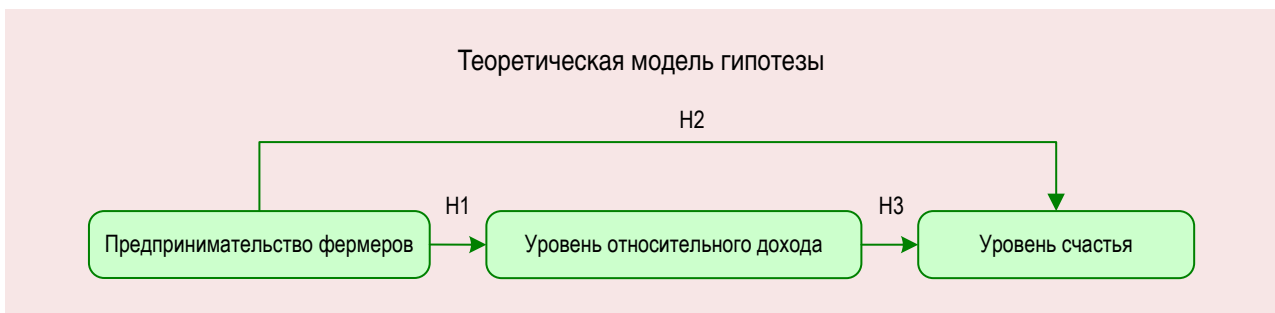 Теоретическая модель гипотезы
H2
H1
H3
Предпринимательство фермеров
Уровень относительного дохода
Уровень счастья